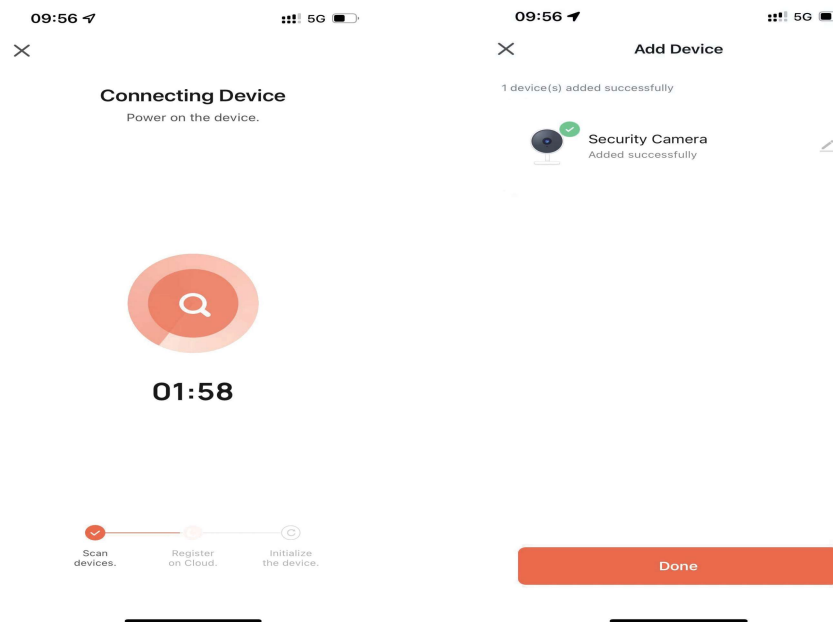 09:56
5G
Connecting Device
Power on the device.
01:58
Scan
devices.
Register
on Cloud.
Initialize
the device.
09:56
5G
Add Device
1 device(s) added successfully
Security Camera
Added successfully
Done